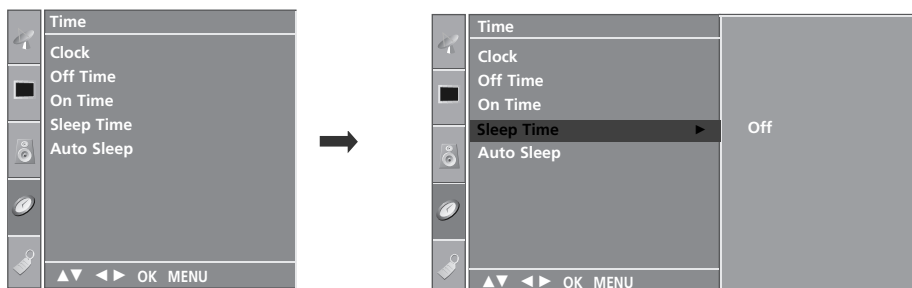 Time
Clock
Off Time
On Time
Sleep Time
Auto Sleep
▲▼ ◄► OK MENU
Time
Clock
Off Time
On Time
Sleep Time ► Off
Auto Sleep
▲▼ ◄► OK MENU